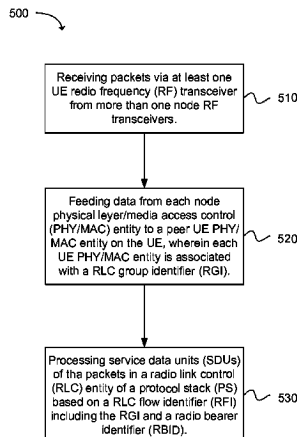 500
Receiving packets via at least one
UE redio frequency (RF) transceiver
from more than one node RF
transceivers.
510
Feeding data from each node
physical layer/media access control
(PHY/MAC) entity to a peer UE PHY/
MAC entity on the UE, wherein each
UE PHY/MAC entity is associated
with a RLC group identifier (RGI).
520
Processing service data units (SDUs)
of the packets in a radio link control
(RLC) entity of a protocol stack (PS)
based on a RLC flow identifier (RFI)
including the RGI and a radio bearer
identifier (RBID).
530